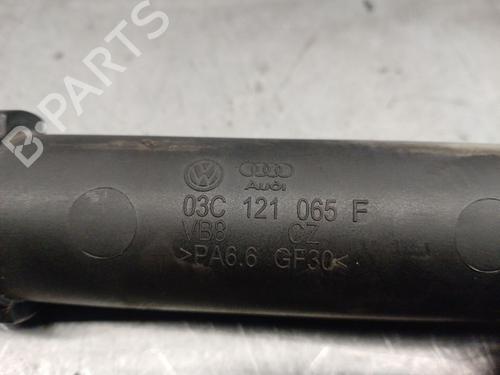 B-PARTS
Audi
03C 121 065 F
VB8 CZ
>PA6.6 GF30<